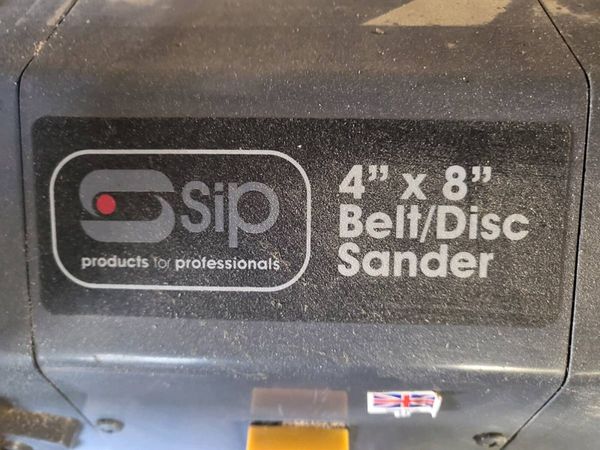 Sip
products for professionals
4” x 8”
Belt/Disc
Sander